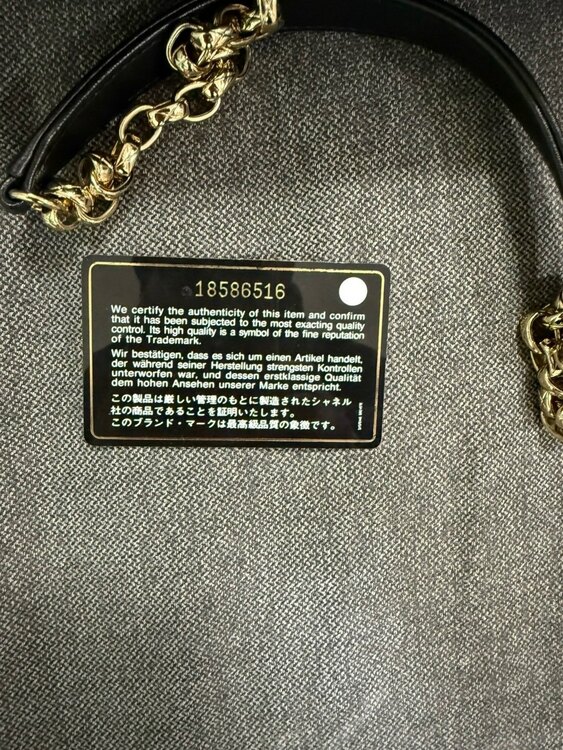 18586516
We certify the authenticity of this item and confirm
that it has been subjected to the most exacting quality
control. Its high quality is a symbol of the fine reputation
of the Trademark.
Wir bestätigen, dass es sich um einen Artikel handelt,
der während seiner Herstellung strengsten Kontrollen
unterworfen war, und dessen erstklassige Qualität
dem hohen Ansehen unserer Marke entspricht.
この製品は厳しい管理のもとに製造されたシャネル
社の商品であることを証明いたします。
このブランド・マークは最高級品質の象徴です。